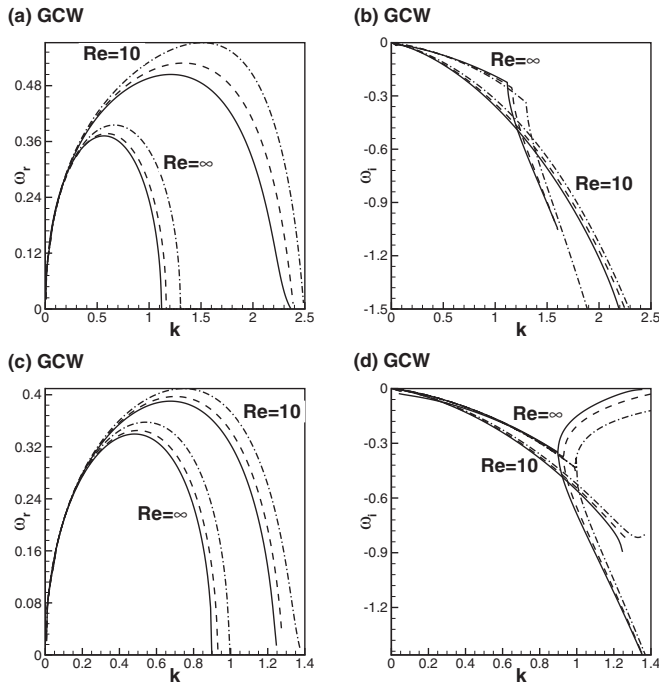 (a) GCW
Re=10
Re=∞
ωr
0.48
0.36
0.24
0.12
0
0 0.5 1 1.5 2 2.5
k
(b) GCW
Re=∞
Re=10
ωi
0
-0.3
-0.6
-0.9
-1.2
-1.5
0 0.5 1 1.5 2 2.5
k
(c) GCW
Re=10
Re=∞
ωr
0.4
0.32
0.24
0.16
0.08
0
0 0.2 0.4 0.6 0.8 1 1.2 1.4
k
(d) GCW
Re=∞
Re=10
ωi
0
-0.3
-0.6
-0.9
-1.2
0 0.2 0.4 0.6 0.8 1 1.2 1.4
k